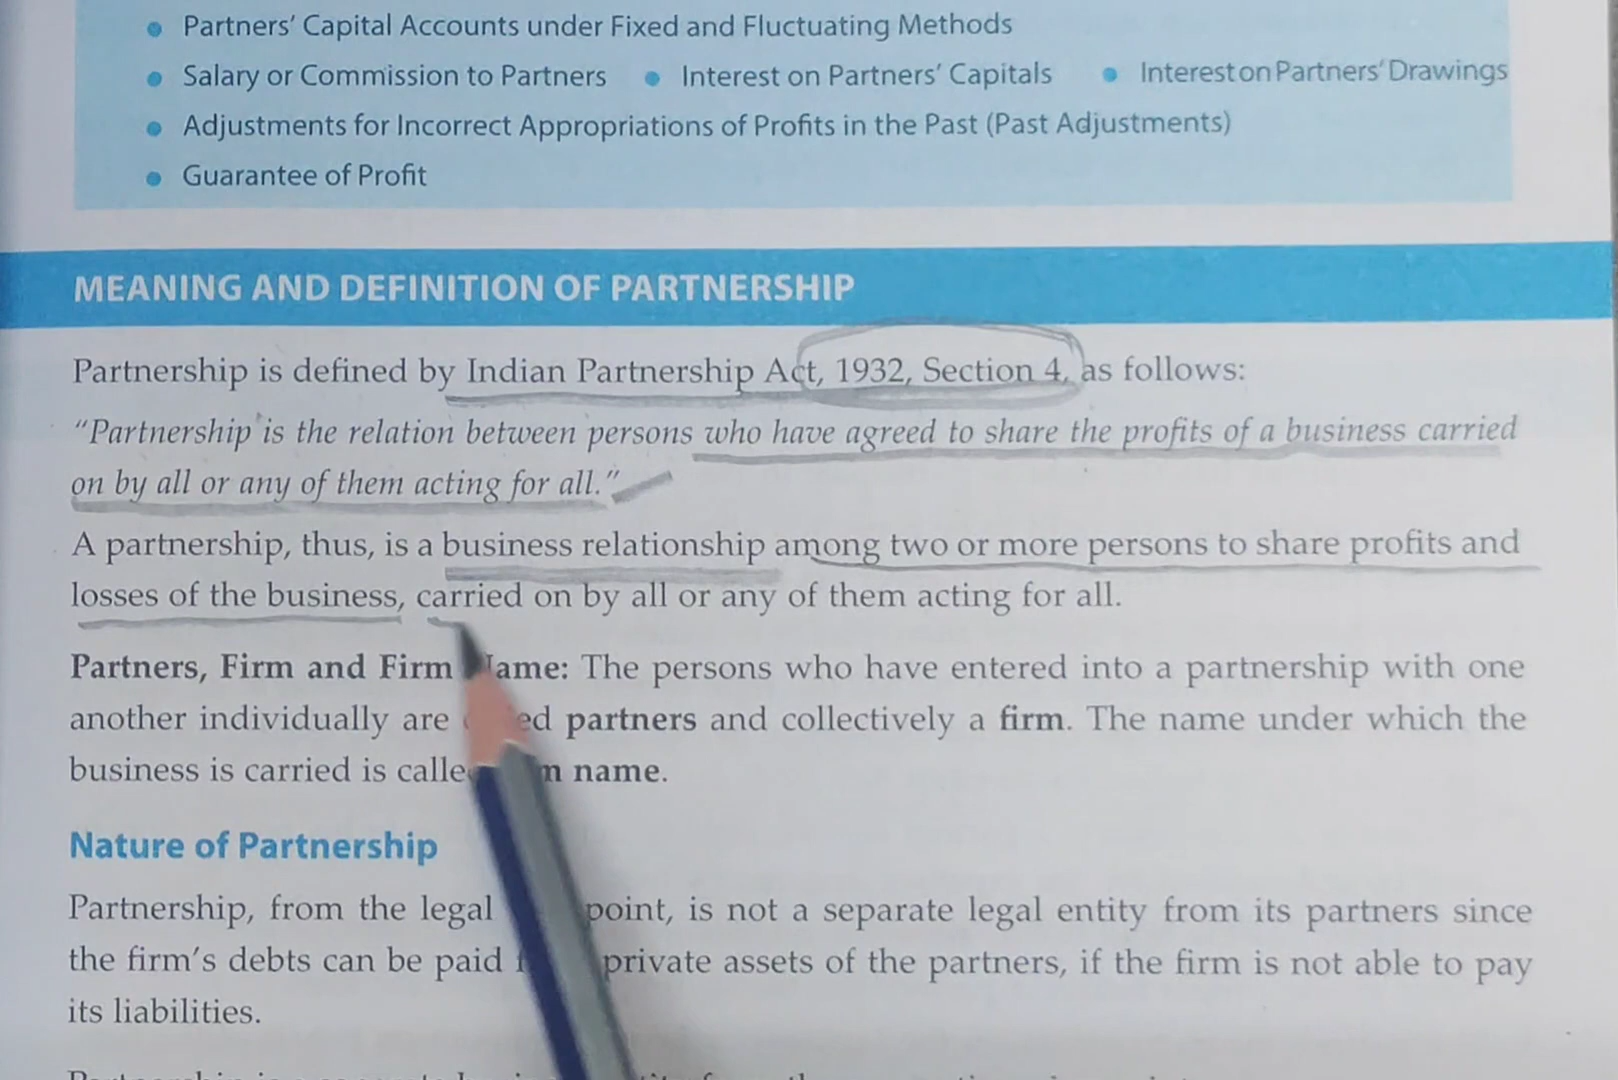 • Partners' Capital Accounts under Fixed and Fluctuating Methods
• Salary or Commission to Partners • Interest on Partners' Capitals • Interest on Partners' Drawings
• Adjustments for Incorrect Appropriations of Profits in the Past (Past Adjustments)
• Guarantee of Profit
MEANING AND DEFINITION OF PARTNERSHIP
Partnership is defined by Indian Partnership Act, 1932, Section 4, as follows:
"Partnership is the relation between persons who have agreed to share the profits of a business carried
on by all or any of them acting for all."
A partnership, thus, is a business relationship among two or more persons to share profits and
losses of the business, carried on by all or any of them acting for all.
Partners, Firm and Firm Name: The persons who have entered into a partnership with one
another individually are partners and collectively a firm. The name under which the
business is carried is name.
Nature of Partnership
Partnership, from the legal point, is not a separate legal entity from its partners since
the firm's debts can be paid private assets of the partners, if the firm is not able to pay
its liabilities.